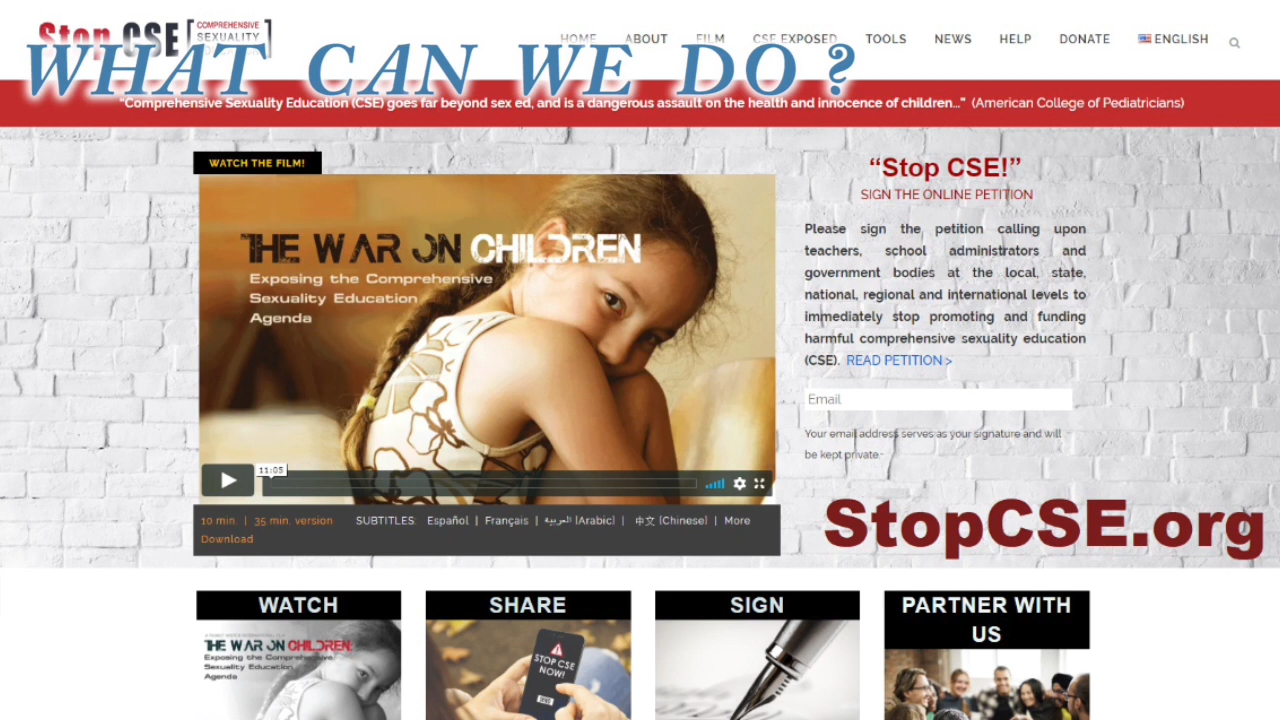 Stop CSE
COMPREHENSIVE
SEXUALITY
HOME ABOUT FILM CSE EXPOSED TOOLS NEWS HELP DONATE ENGLISH
WHAT CAN WE DO?
“Comprehensive Sexuality Education (CSE) goes far beyond sex ed, and is a dangerous assault on the health and innocence of children...” (American College of Pediatricians)
WATCH THE FILM!
THE WAR ON CHILDREN
Exposing the Comprehensive
Sexuality Education
Agenda
11:05
10 min. | 35 min. version SUBTITLES: Español | Français | العربية (Arabic) | 中文 (Chinese) | More
Download
“Stop CSE!”
SIGN THE ONLINE PETITION
Please sign the petition calling upon
teachers, school administrators and
government bodies at the local, state,
national, regional and international levels to
immediately stop promoting and funding
harmful comprehensive sexuality education
(CSE). READ PETITION >
Email
Your email address serves as your signature and will
be kept private.
StopCSE.org
WATCH
THE WAR ON CHILDREN:
Exposing the Comprehensive
Sexuality Education
Agenda
SHARE
STOP CSE
NOW!
SIGN
PARTNER WITH
US